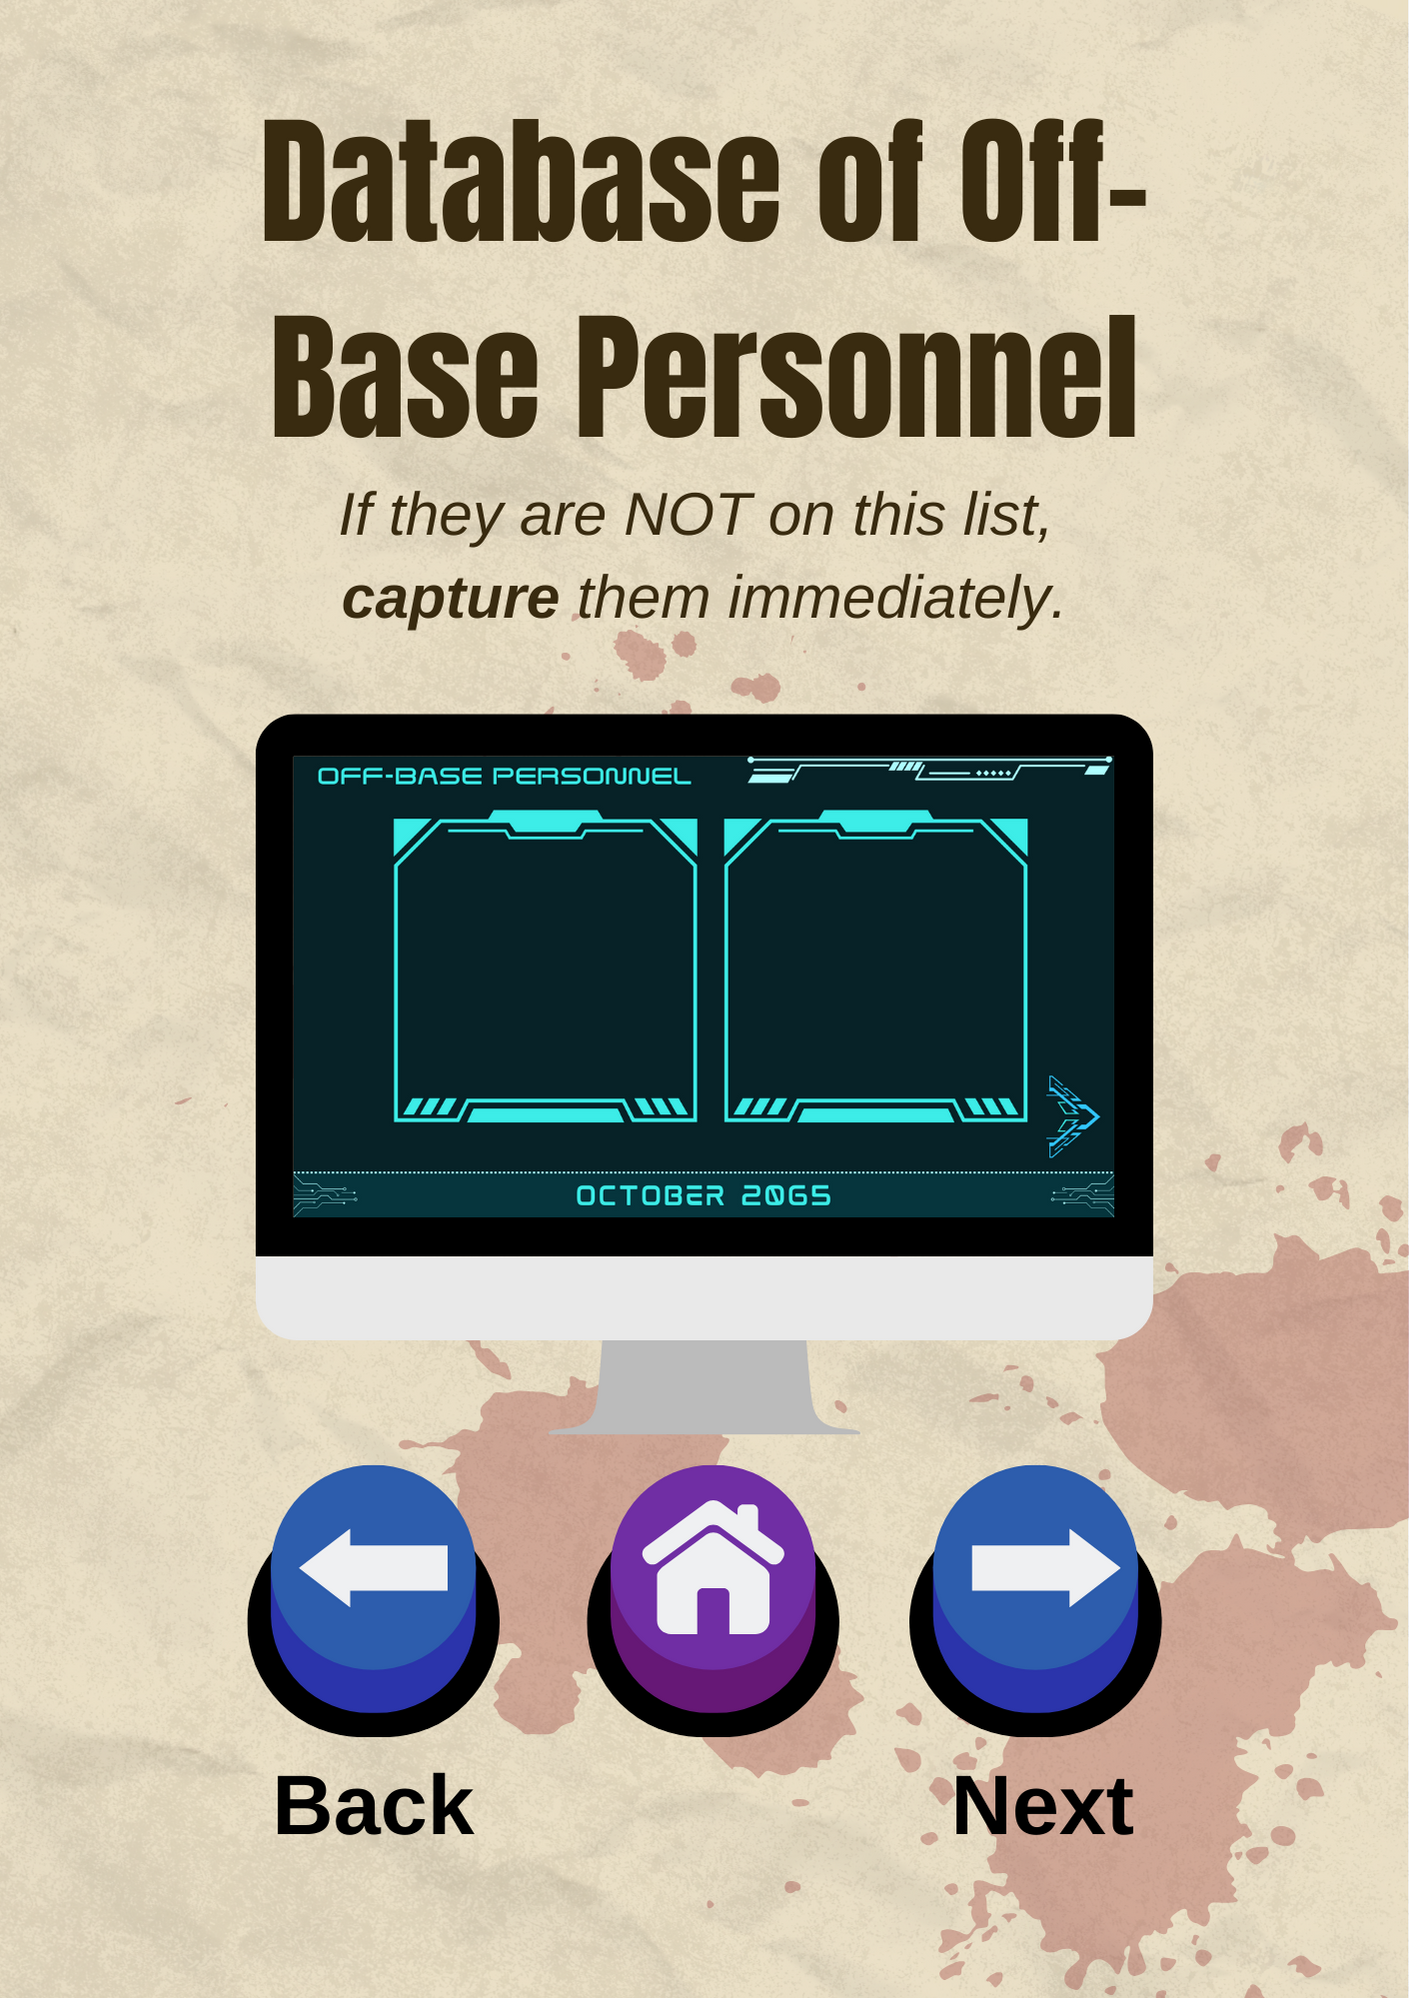 Database of Off-
Base Personnel
If they are NOT on this list,
capture them immediately.
OFF-BASE PERSONNEL
OCTOBER 2065
Back
Next